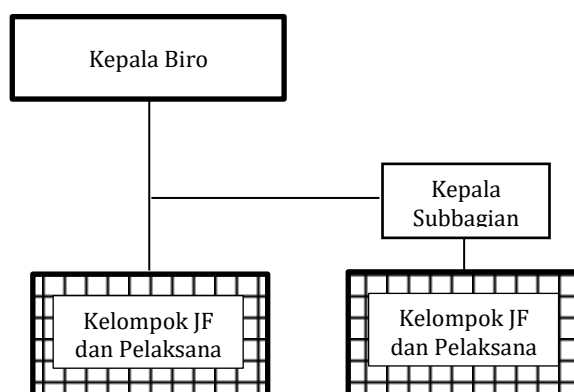 Kepala Biro
Kepala
Subbagian
Kelompok JF
dan Pelaksana
Kelompok JF
dan Pelaksana